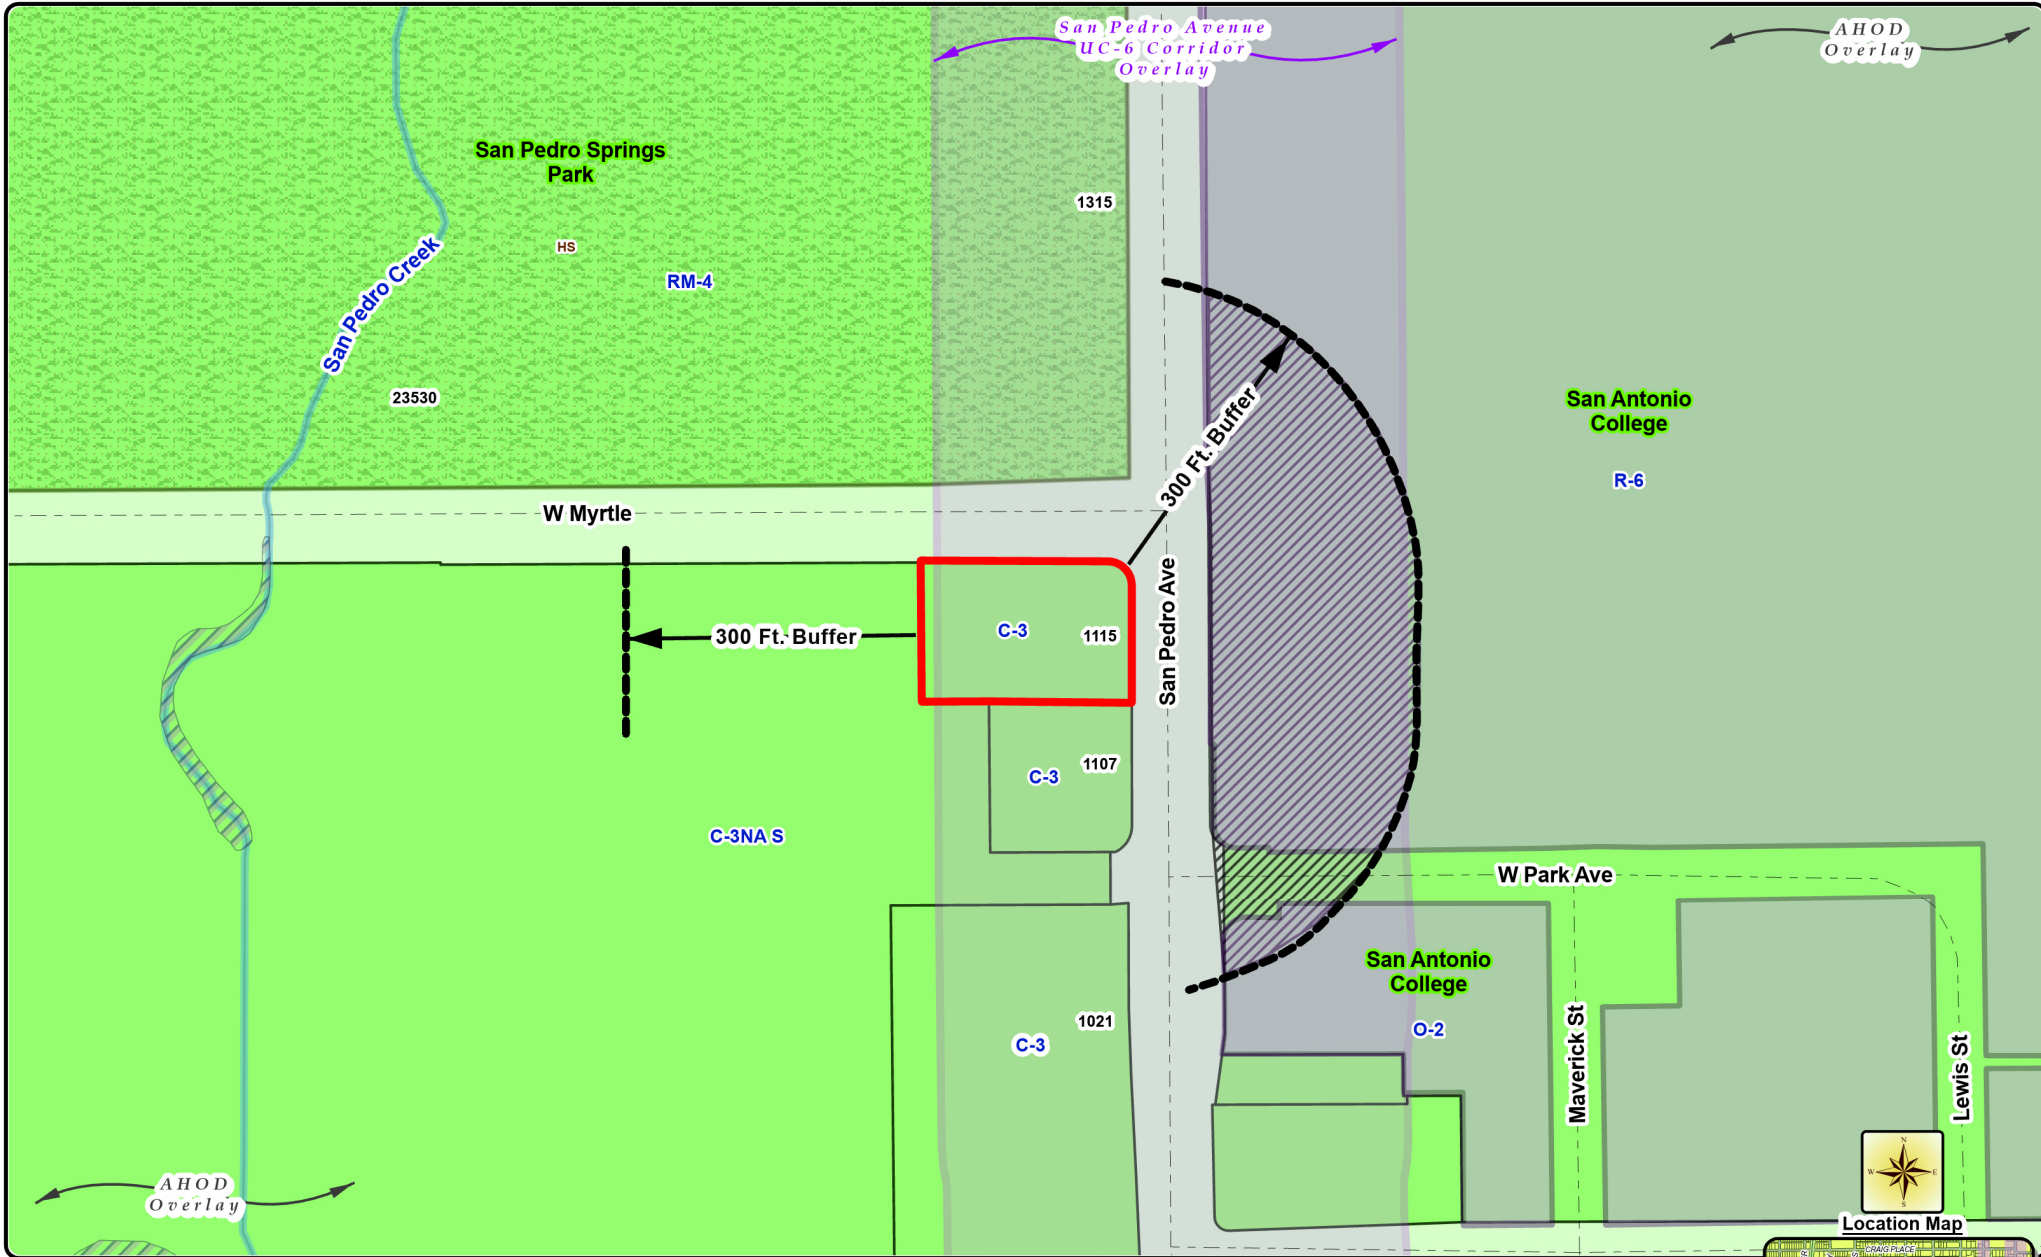 San Pedro Avenue
UC-6 Corridor
Overlay
AHOD
Overlay
San Pedro Springs
Park
1315
HS
RM-4
San Pedro Creek
23530
300 Ft. Buffer
San Antonio
College
R-6
W Myrtle
San Pedro Ave
C-3
1115
300 Ft. Buffer
1107
C-3
C-3NA S
W Park Ave
San Antonio
College
1021
O-2
C-3
Maverick St
Lewis St
N
W
E
S
AHOD
Overlay
Location Map
CRAIG PLACE